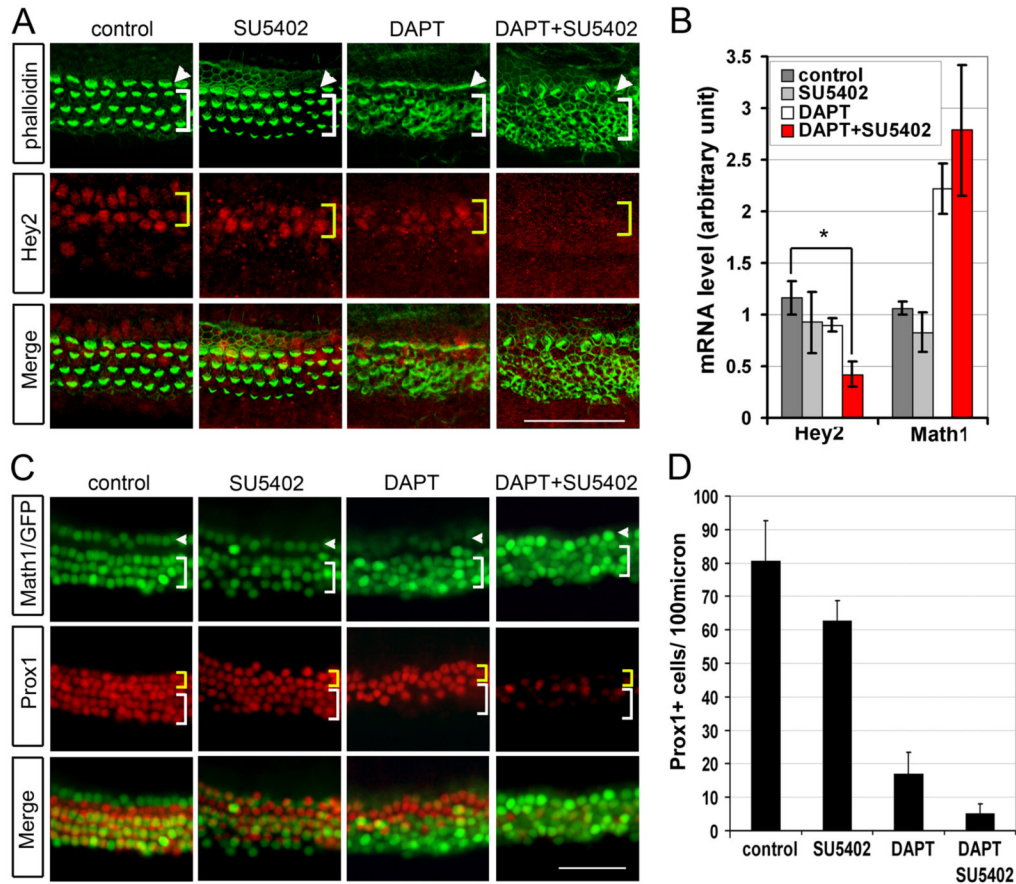 A
control SU5402 DAPT DAPT+SU5402
phalloidin
Hey2
Merge
B
mRNA level (arbitrary unit)
3.5
3
2.5
2
1.5
1
0.5
0
control
SU5402
DAPT
DAPT+SU5402
*
Hey2 Math1
C
control SU5402 DAPT DAPT+SU5402
Math1/GFP
Prox1
Merge
D
Prox1+ cells/ 100micron
100
90
80
70
60
50
40
30
20
10
0
control SU5402 DAPT DAPT
SU5402